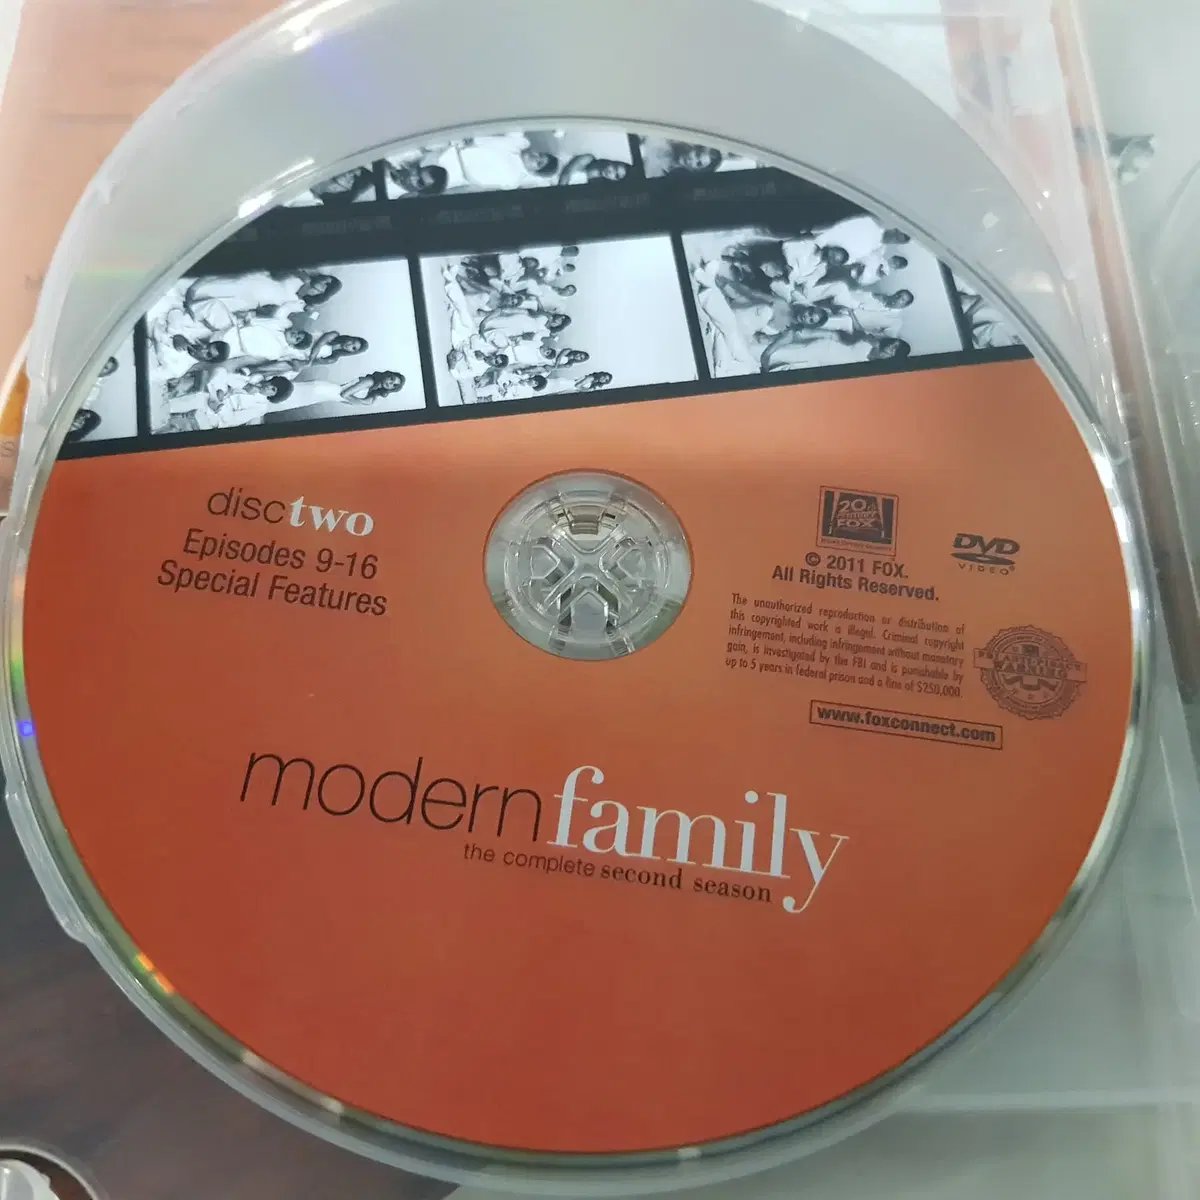 disctwo
Episodes 9-16
Special Features
20th
CENTURY
FOX
© 2011 FOX.
All Rights Reserved.
DVD
VIDEO
The unauthorized reproduction or distribution of
this copyrighted work is illegal. Criminal copyright
infringement, including infringement without monetary
gain, is investigated by the FBI and is punishable by
up to 5 years in federal prison and a fine of $250,000.
www.foxconnect.com
modernfamily
the complete second season